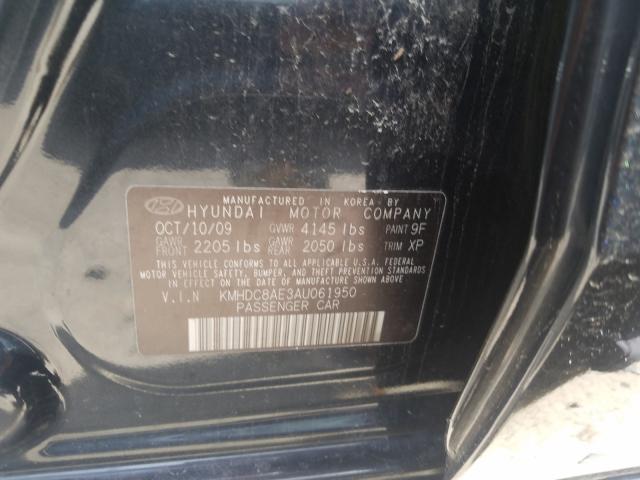 MANUFACTURED IN KOREA BY
HYUNDAI MOTOR COMPANY
OCT/10/09 GVWR 4145 lbs PAINT 9F
GAWR FRONT 2205 lbs GAWR REAR 2050 lbs TRIM XP
THIS VEHICLE CONFORMS TO ALL APPLICABLE U.S.A. FEDERAL
MOTOR VEHICLE SAFETY, BUMPER, AND THEFT PREVENTION STANDARDS
IN EFFECT ON THE DATE OF MANUFACTURE SHOWN ABOVE
V.I.N KMHDC8AE3AU061950
PASSENGER CAR